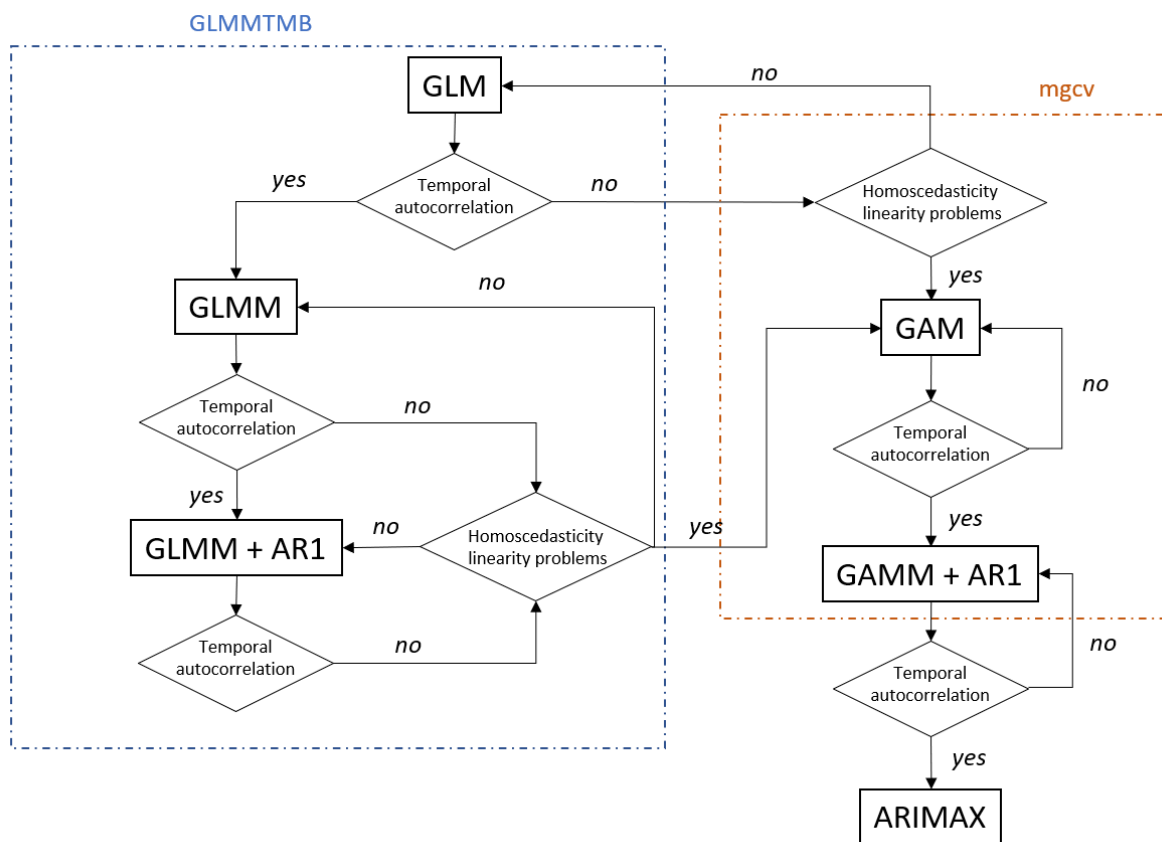 GLMMTMB
GLM
no
mgcv
Temporal
autocorrelation
yes
no
Homoscedasticity
linearity problems
yes
GLMM
no
GAM
no
Temporal
autocorrelation
no
Temporal
autocorrelation
yes
yes
GLMM + AR1
no
Homoscedasticity
linearity problems
yes
yes
GAMM + AR1
Temporal
autocorrelation
no
no
Temporal
autocorrelation
yes
ARIMAX